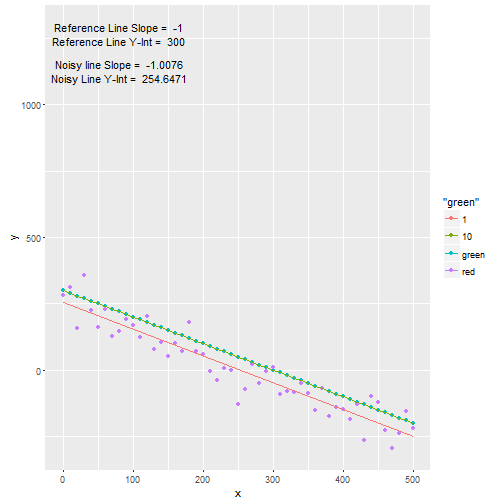 Reference Line Slope =  -1
Reference Line Y-Int =  300
Noisy line Slope =  -1.0076
Noisy Line Y-Int =  254.6471
1000
500
0
y
0
100
200
300
400
500
x
"green"
1
10
green
red